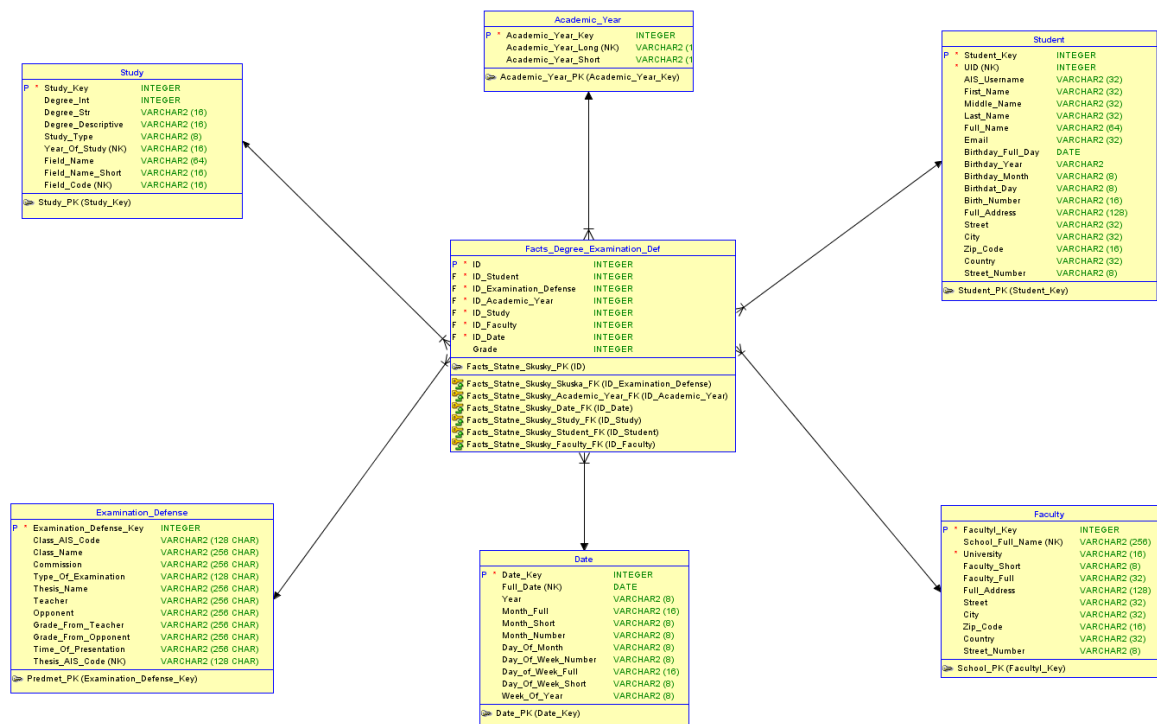 Academic_Year
P * Academic_Year_Key INTEGER
Academic_Year_Long (NK) VARCHAR2 (1
Academic_Year_Short VARCHAR2 (1
Academic_Year_PK (Academic_Year_Key)
Study
P * Study_Key INTEGER
Degree_Int INTEGER
Degree_Str VARCHAR2 (16)
Degree_Descriptive VARCHAR2 (16)
Study_Type VARCHAR2 (8)
Year_Of_Study (NK) VARCHAR2 (16)
Field_Name VARCHAR2 (64)
Field_Name_Short VARCHAR2 (16)
Field_Code (NK) VARCHAR2 (16)
Study_PK (Study_Key)
Student
P * Student_Key INTEGER
* UID (NK) INTEGER
AIS_Username VARCHAR2 (32)
First_Name VARCHAR2 (32)
Middle_Name VARCHAR2 (32)
Last_Name VARCHAR2 (32)
Full_Name VARCHAR2 (64)
Email VARCHAR2 (32)
Birthday_Full_Day DATE
Birthday_Year VARCHAR2
Birthday_Month VARCHAR2 (8)
Birthdat_Day VARCHAR2 (8)
Birth_Number VARCHAR2 (16)
Full_Address VARCHAR2 (128)
Street VARCHAR2 (32)
City VARCHAR2 (32)
Zip_Code VARCHAR2 (16)
Country VARCHAR2 (32)
Street_Number VARCHAR2 (8)
Student_PK (Student_Key)
Facts_Degree_Examination_Def
P * ID INTEGER
F * ID_Student INTEGER
F * ID_Examination_Defense INTEGER
F * ID_Academic_Year INTEGER
F * ID_Study INTEGER
F * ID_Faculty INTEGER
F * ID_Date INTEGER
Grade INTEGER
Facts_Statne_Skusky_PK (ID)
Facts_Statne_Skusky_Skuska_FK (ID_Examination_Defense)
Facts_Statne_Skusky_Academic_Year_FK (ID_Academic_Year)
Facts_Statne_Skusky_Date_FK (ID_Date)
Facts_Statne_Skusky_Study_FK (ID_Study)
Facts_Statne_Skusky_Student_FK (ID_Student)
Facts_Statne_Skusky_Faculty_FK (ID_Faculty)
Examination_Defense
P * Examination_Defense_Key INTEGER
Class_AIS_Code VARCHAR2 (128 CHAR)
Class_Name VARCHAR2 (256 CHAR)
Commission VARCHAR2 (256 CHAR)
Type_Of_Examination VARCHAR2 (128 CHAR)
Thesis_Name VARCHAR2 (256 CHAR)
Teacher VARCHAR2 (256 CHAR)
Opponent VARCHAR2 (256 CHAR)
Grade_From_Teacher VARCHAR2 (256 CHAR)
Grade_From_Opponent VARCHAR2 (256 CHAR)
Time_Of_Presentation VARCHAR2 (256 CHAR)
Thesis_AIS_Code (NK) VARCHAR2 (128 CHAR)
Predmet_PK (Examination_Defense_Key)
Date
P * Date_Key INTEGER
Full_Date (NK) DATE
Year VARCHAR2 (8)
Month_Full VARCHAR2 (16)
Month_Short VARCHAR2 (8)
Month_Number VARCHAR2 (8)
Day_Of_Month VARCHAR2 (8)
Day_Of_Week_Number VARCHAR2 (8)
Day_of_Week_Full VARCHAR2 (16)
Day_Of_Week_Short VARCHAR2 (8)
Week_Of_Year VARCHAR2 (8)
Date_PK (Date_Key)
Faculty
P * Facultyl_Key INTEGER
School_Full_Name (NK) VARCHAR2 (256)
* University VARCHAR2 (16)
Faculty_Short VARCHAR2 (8)
Faculty_Full VARCHAR2 (32)
Full_Address VARCHAR2 (128)
Street VARCHAR2 (32)
City VARCHAR2 (32)
Zip_Code VARCHAR2 (16)
Country VARCHAR2 (32)
Street_Number VARCHAR2 (8)
School_PK (Facultyl_Key)